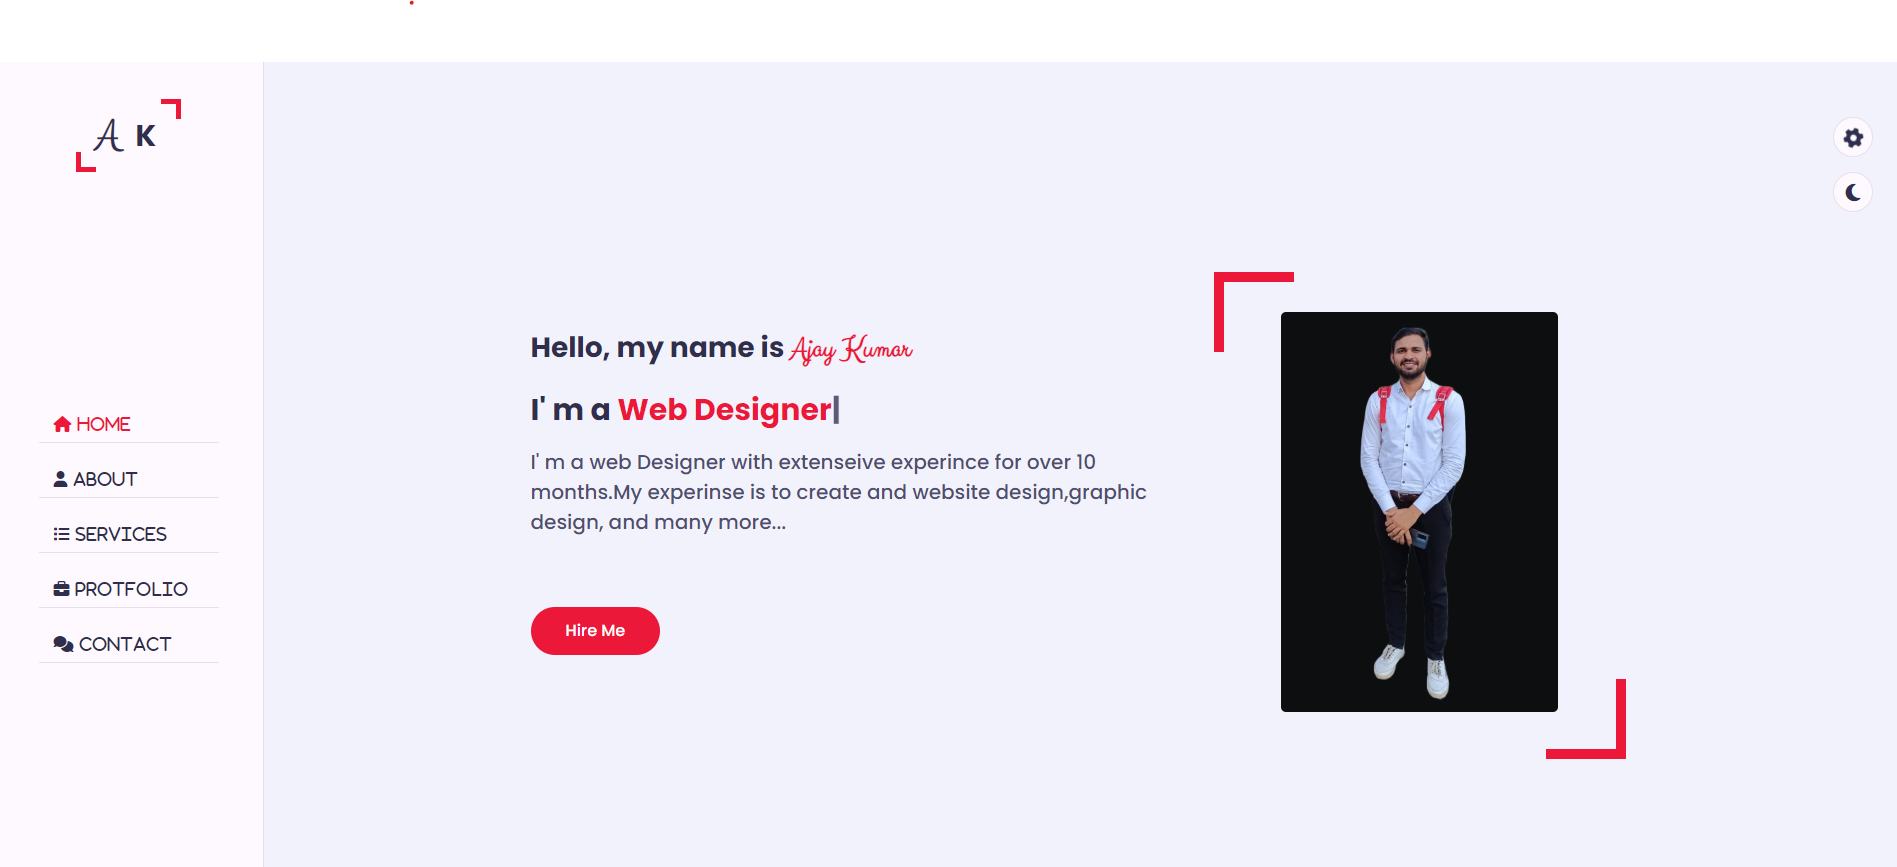 A K
HOME
ABOUT
SERVICES
PROTFOLIO
CONTACT
Hello, my name is Ajay Kumar
I' m a Web Designer|
I' m a web Designer with extenseive experince for over 10
months.My experinse is to create and website design,graphic
design, and many more...
Hire Me